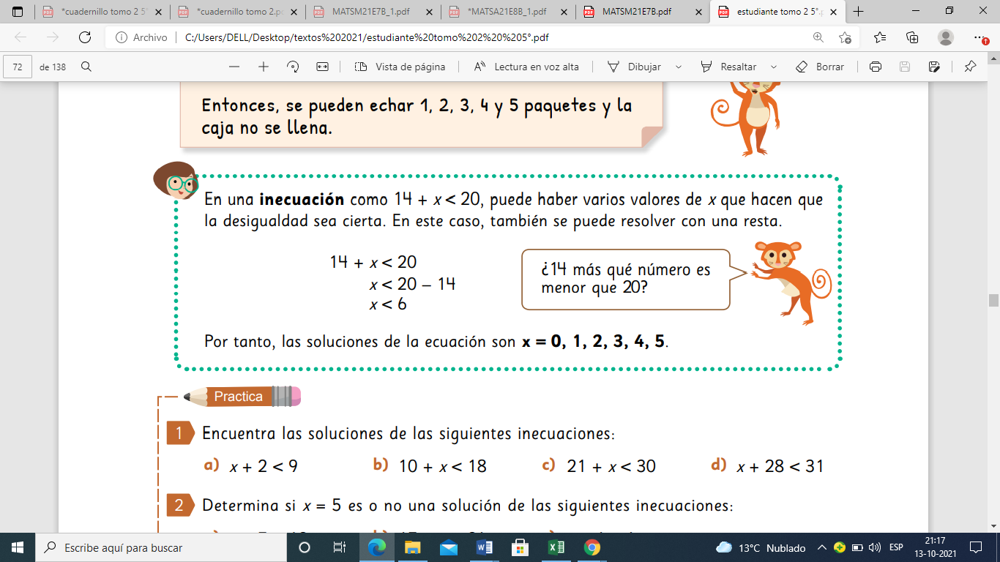 *cuadernillo tomo 2 5°
*cuadernillo tomo 2.p
MATSM21E7B_1.pdf
*MATSA21E8B_1.pdf
MATSM21E7B.pdf
estudiante tomo 2 5°.
Archivo
C:/Users/DELL/Desktop/textos%202021/estudiante%20tomo%202%20%205°.pdf
72 de 138
Vista de página
Lectura en voz alta
Dibujar
Resaltar
Borrar
Entonces, se pueden echar 1, 2, 3, 4 y 5 paquetes y la
caja no se llena.
En una inecuación como 14 + x < 20, puede haber varios valores de x que hacen que
la desigualdad sea cierta. En este caso, también se puede resolver con una resta.
14 + x < 20
x < 20 – 14
x < 6
¿14 más qué número es
menor que 20?
Por tanto, las soluciones de la ecuación son x = 0, 1, 2, 3, 4, 5.
Practica
1 Encuentra las soluciones de las siguientes inecuaciones:
a) x + 2 < 9 b) 10 + x < 18 c) 21 + x < 30 d) x + 28 < 31
2 Determina si x = 5 es o no una solución de las siguientes inecuaciones:
Escribe aquí para buscar
13°C Nublado
ESP
21:17
13-10-2021